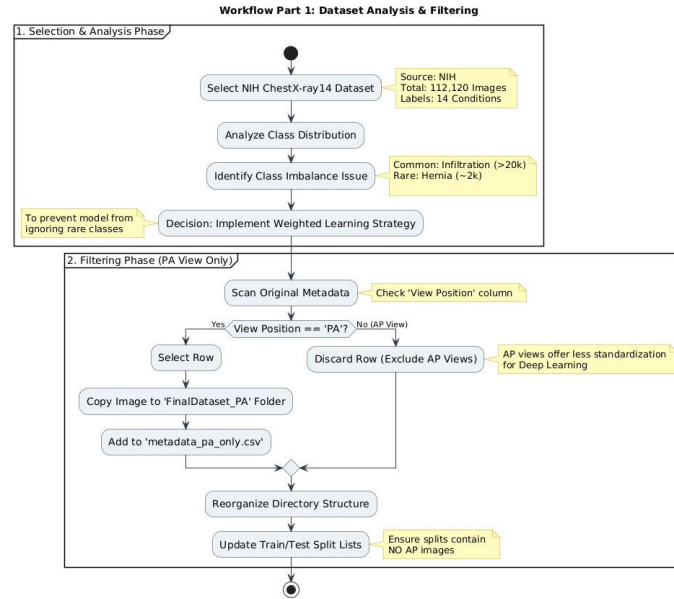 Workflow Part 1: Dataset Analysis & Filtering
1. Selection & Analysis Phase
Select NIH ChestX-ray14 Dataset
Source: NIH
Total: 112,120 Images
Labels: 14 Conditions
Analyze Class Distribution
Identify Class Imbalance Issue
Common: Infiltration (>20k)
Rare: Hernia (~2k)
To prevent model from
ignoring rare classes
Decision: Implement Weighted Learning Strategy
2. Filtering Phase (PA View Only)
Scan Original Metadata
Check 'View Position' column
Yes
View Position == 'PA'?
No (AP View)
Select Row
Discard Row (Exclude AP Views)
AP views offer less standardization
for Deep Learning
Copy Image to 'FinalDataset_PA' Folder
Add to 'metadata_pa_only.csv'
Reorganize Directory Structure
Update Train/Test Split Lists
Ensure splits contain
NO AP images